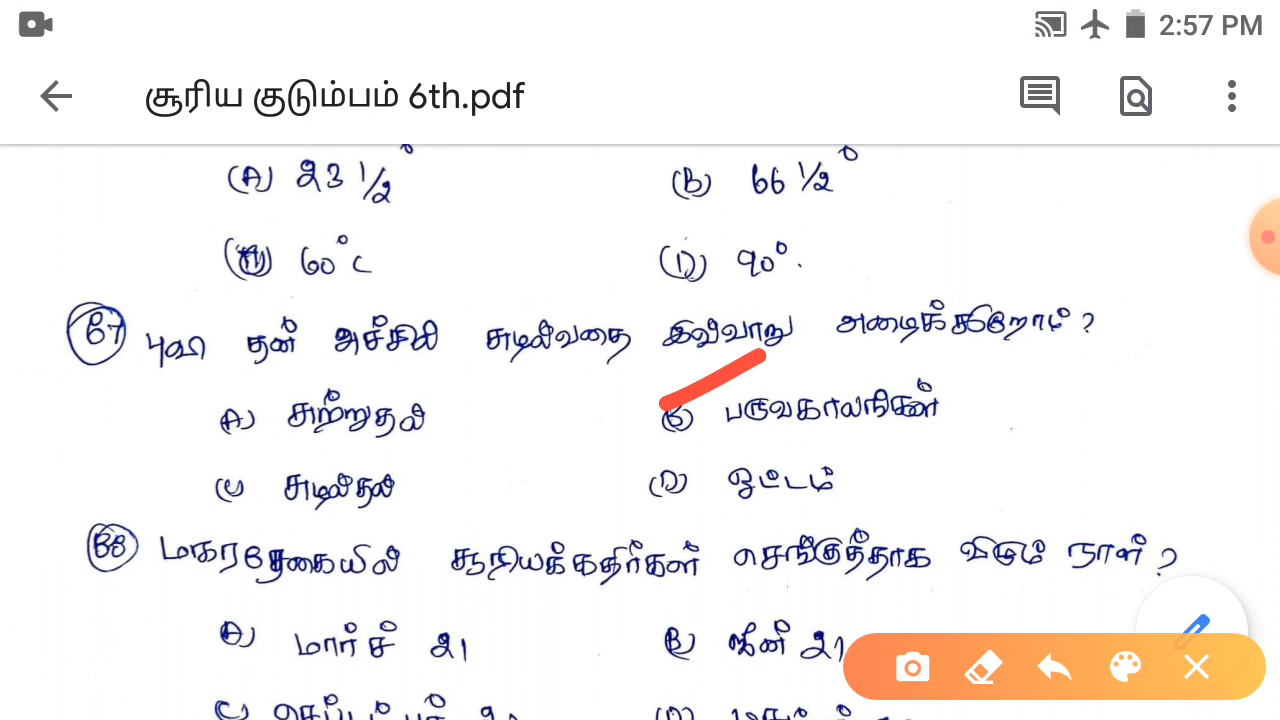 2:57 PM
சூரிய குடும்பம் 6th.pdf
(A) 23 1/2° (B) 66 1/2°
60°C (D) 90°.
67 புவி தன் அச்சில் சுழல்வதை இவ்வாறு அழைக்கிறோம்?
A) சுற்றுதல் (B) பருவகாலநிகள்
(C) சுழல்தல் (D) ஓட்டம்
68 மகரரேகையில் சூரியக்கதிர்கள் செங்குத்தாக விழும் நாள்?
A) மார்ச் 21 B) ஜீன் 21